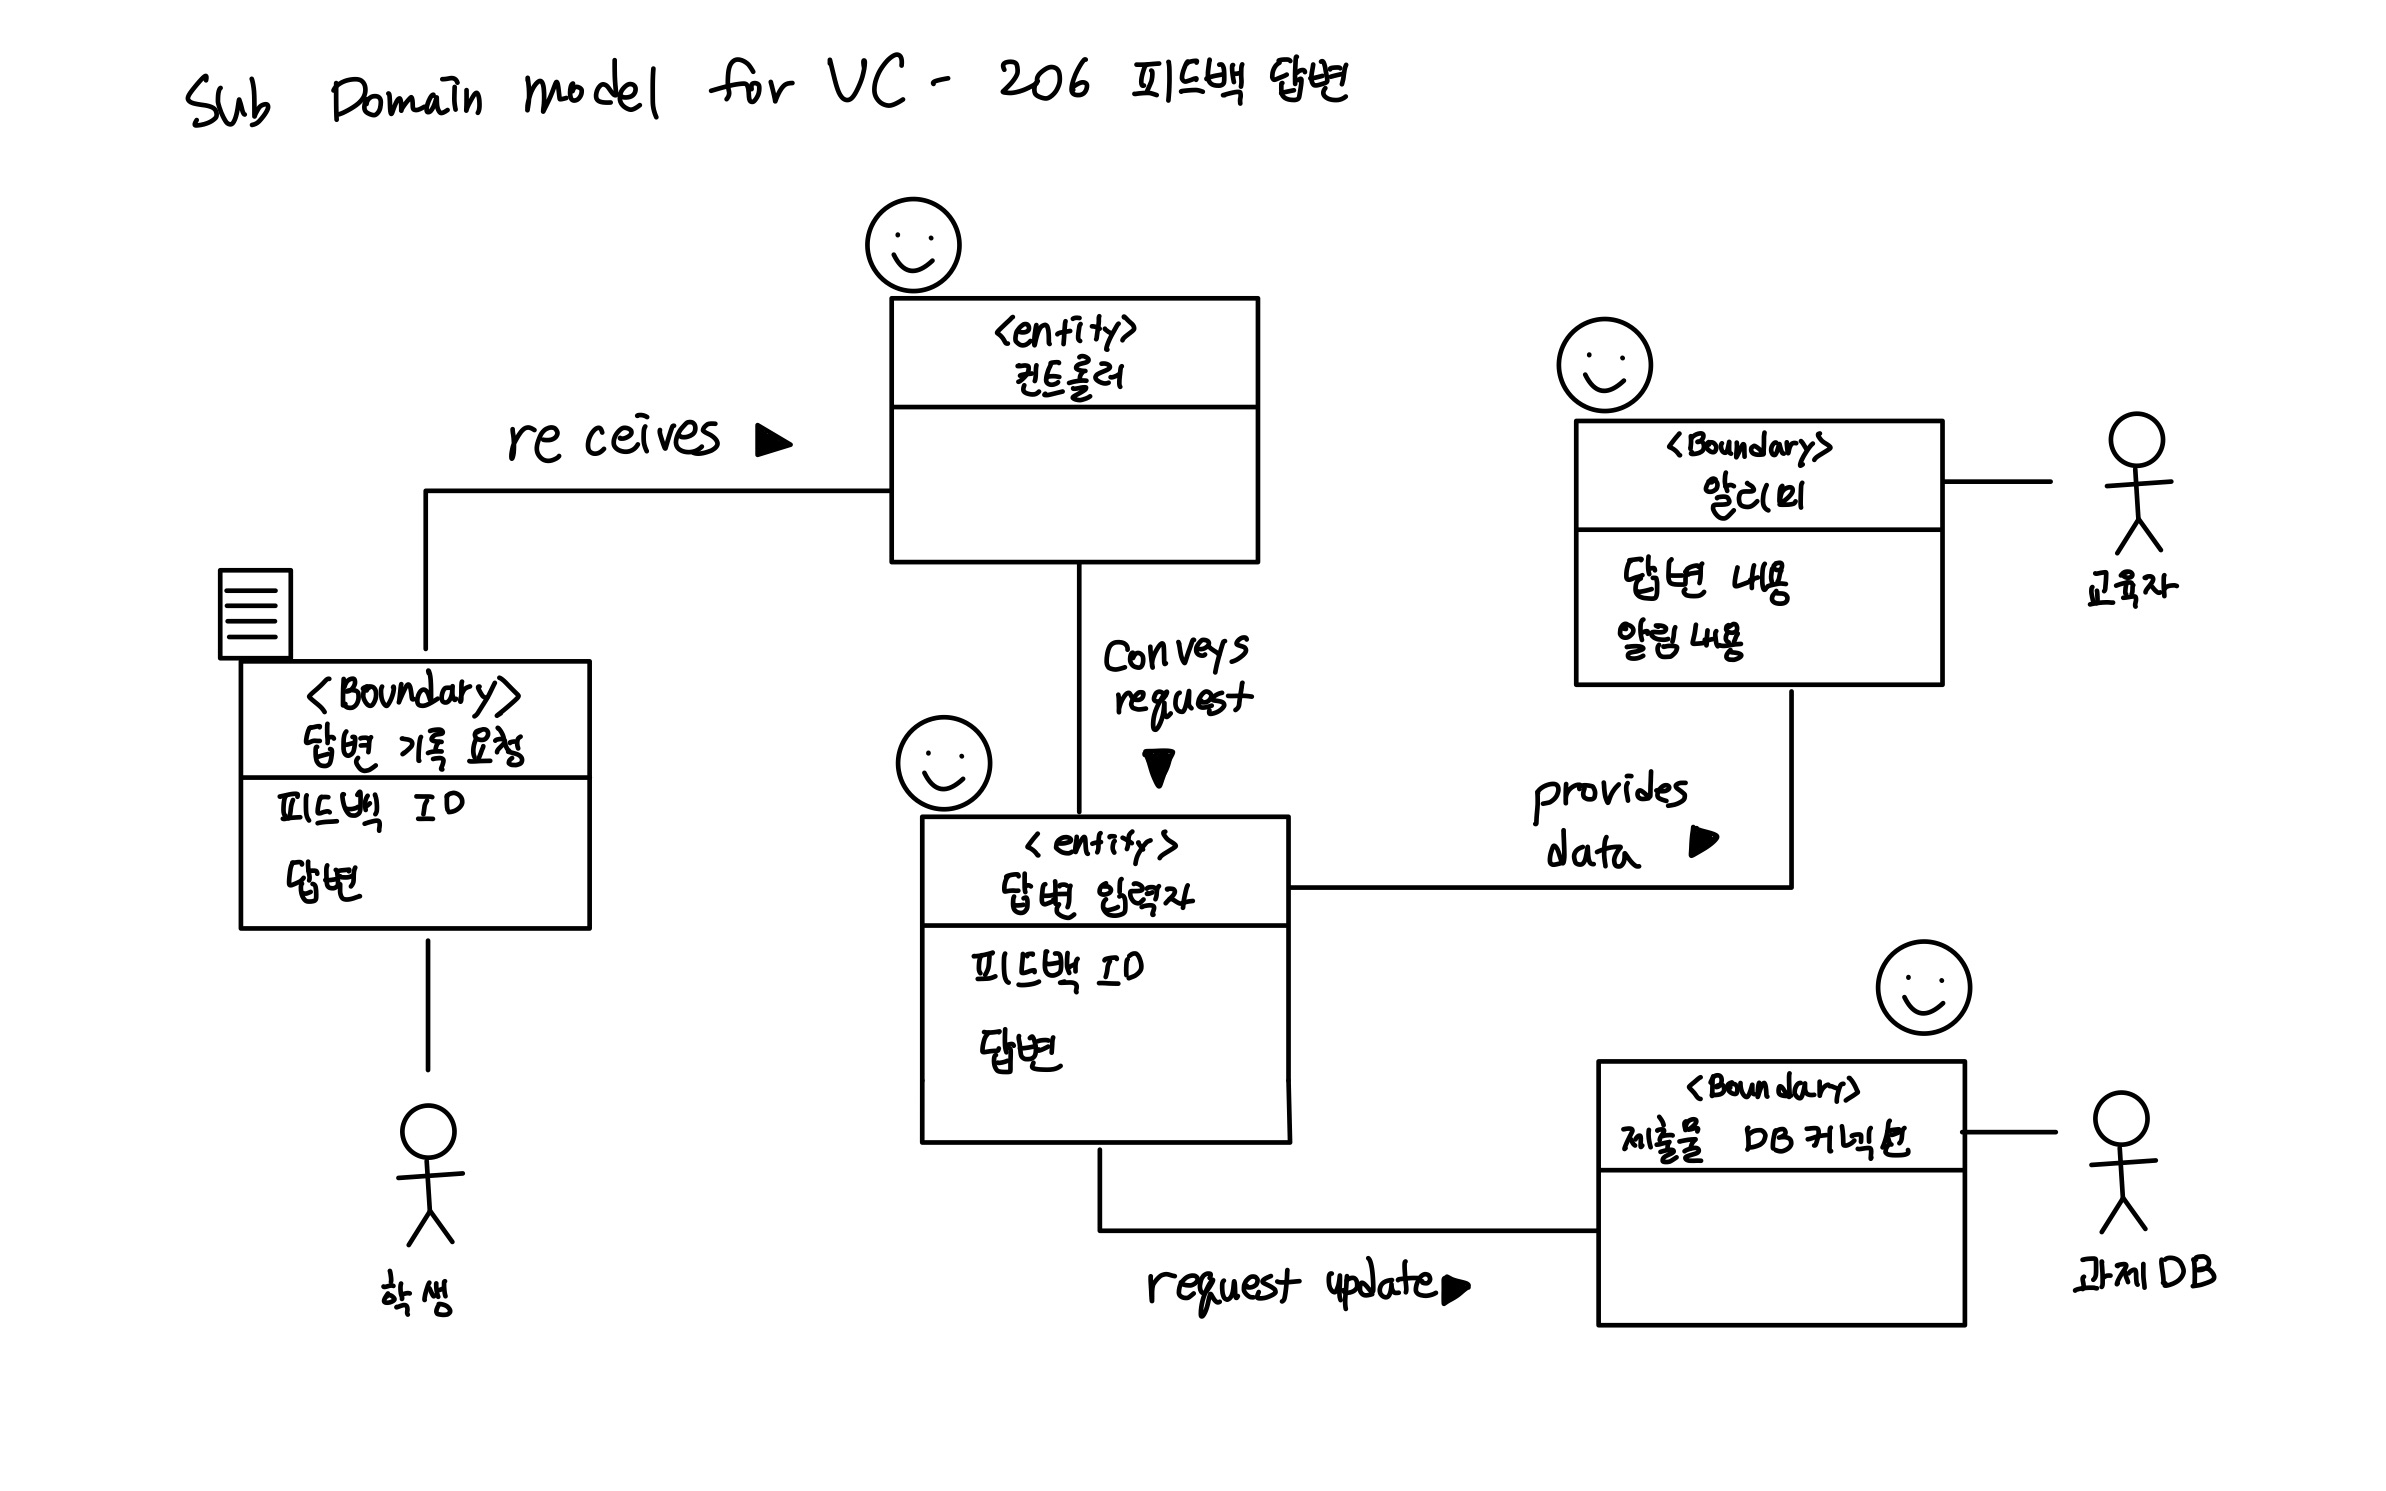 Sub Domain model for UC - 206 피드백 답변
<entity>
컨트롤러
receives
<Boundary>
알리미
답변 내용
알림 내용
교육자
conveys
request
<Boundary>
답변 기록 요청
피드백 ID
답변
학생
<entity>
답변 입력자
피드백 ID
답변
provides
data
<Boundary>
제출물 DB 커넥션
과제DB
request update